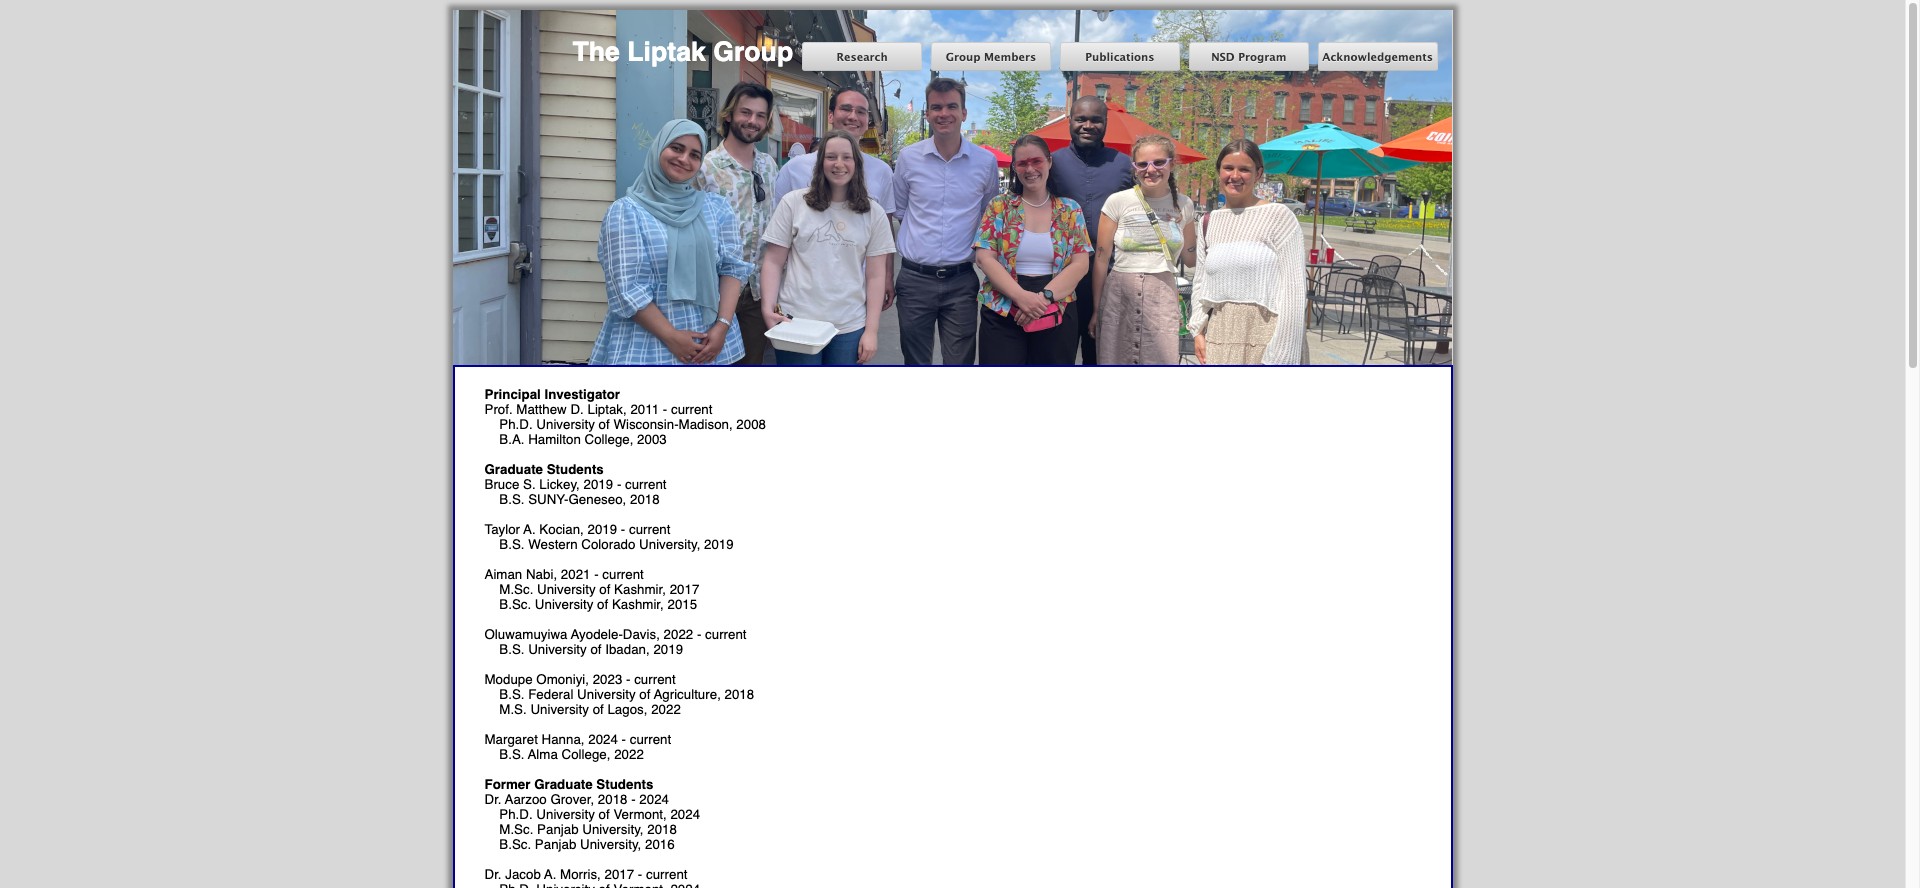 The Liptak Group
Research
Group Members
Publications
NSD Program
Acknowledgements
Principal Investigator
Prof. Matthew D. Liptak, 2011 - current
Ph.D. University of Wisconsin-Madison, 2008
B.A. Hamilton College, 2003
Graduate Students
Bruce S. Lickey, 2019 - current
B.S. SUNY-Geneseo, 2018
Taylor A. Kocian, 2019 - current
B.S. Western Colorado University, 2019
Aiman Nabi, 2021 - current
M.Sc. University of Kashmir, 2017
B.Sc. University of Kashmir, 2015
Oluwamuyiwa Ayodele-Davis, 2022 - current
B.S. University of Ibadan, 2019
Modupe Omoniyi, 2023 - current
B.S. Federal University of Agriculture, 2018
M.S. University of Lagos, 2022
Margaret Hanna, 2024 - current
B.S. Alma College, 2022
Former Graduate Students
Dr. Aarzoo Grover, 2018 - 2024
Ph.D. University of Vermont, 2024
M.Sc. Panjab University, 2018
B.Sc. Panjab University, 2016
Dr. Jacob A. Morris, 2017 - current
Ph.D. University of Vermont, 2024